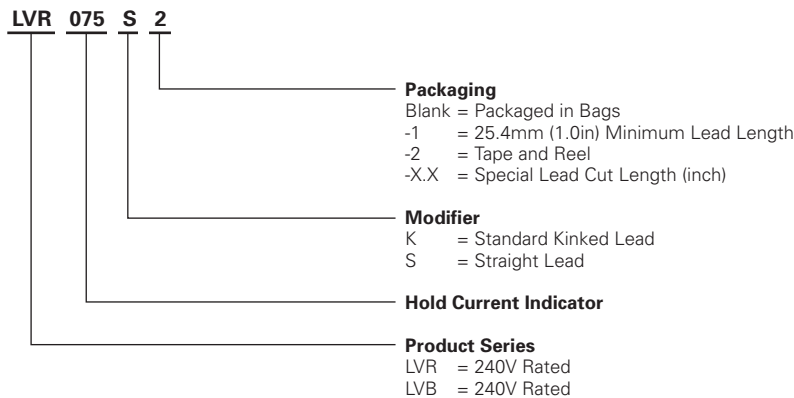 LVR 075 S 2
Packaging
Blank = Packaged in Bags
-1 = 25.4mm (1.0in) Minimum Lead Length
-2 = Tape and Reel
-X.X = Special Lead Cut Length (inch)
Modifier
K = Standard Kinked Lead
S = Straight Lead
Hold Current Indicator
Product Series
LVR = 240V Rated
LVB = 240V Rated